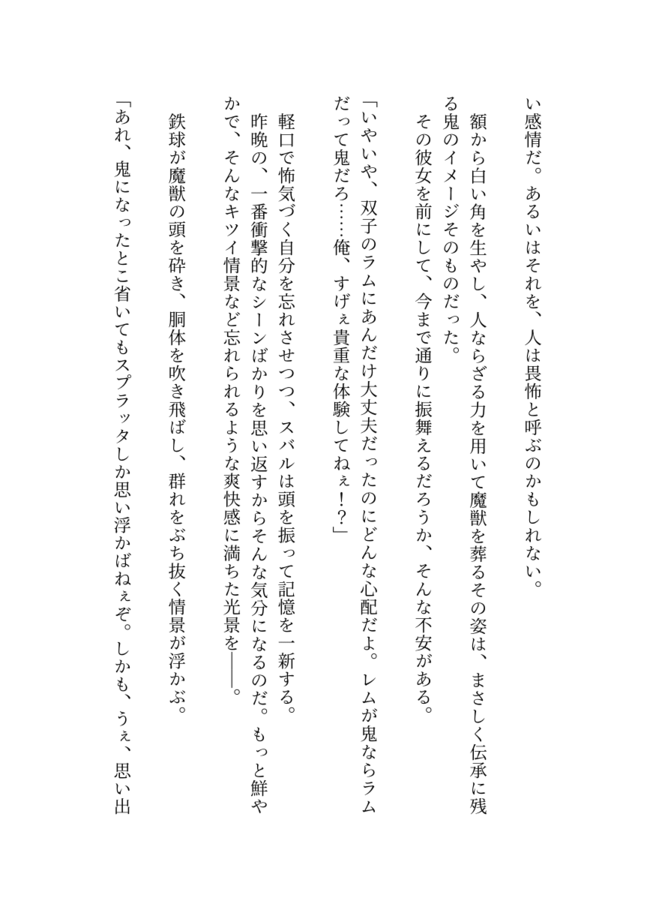 い感情だ。あるいはそれを、人は畏怖と呼ぶのかもしれない。
額から白い角を生やし、人ならざる力を用いて魔獣を葬るその姿は、まさしく伝承に残
る鬼のイメージそのものだった。
その彼女を前にして、今まで通りに振舞えるだろうか、そんな不安がある。
「いやいや、双子のラムにあんだけ大丈夫だったのにどんな心配だよ。レムが鬼ならラム
だって鬼だろ……俺、すげぇ貴重な体験してねぇ！？」
軽口で怖気づく自分を忘れさせつつ、スバルは頭を振って記憶を一新する。
昨晩の、一番衝撃的なシーンばかりを思い返すからそんな気分になるのだ。もっと鮮や
かで、そんなキツイ情景など忘れられるような爽快感に満ちた光景を――。
鉄球が魔獣の頭を砕き、胴体を吹き飛ばし、群れをぶち抜く情景が浮かぶ。
「あれ、鬼になったとこ省いてもスプラッタしか思い浮かばねぇぞ。しかも、うぇ、思い出